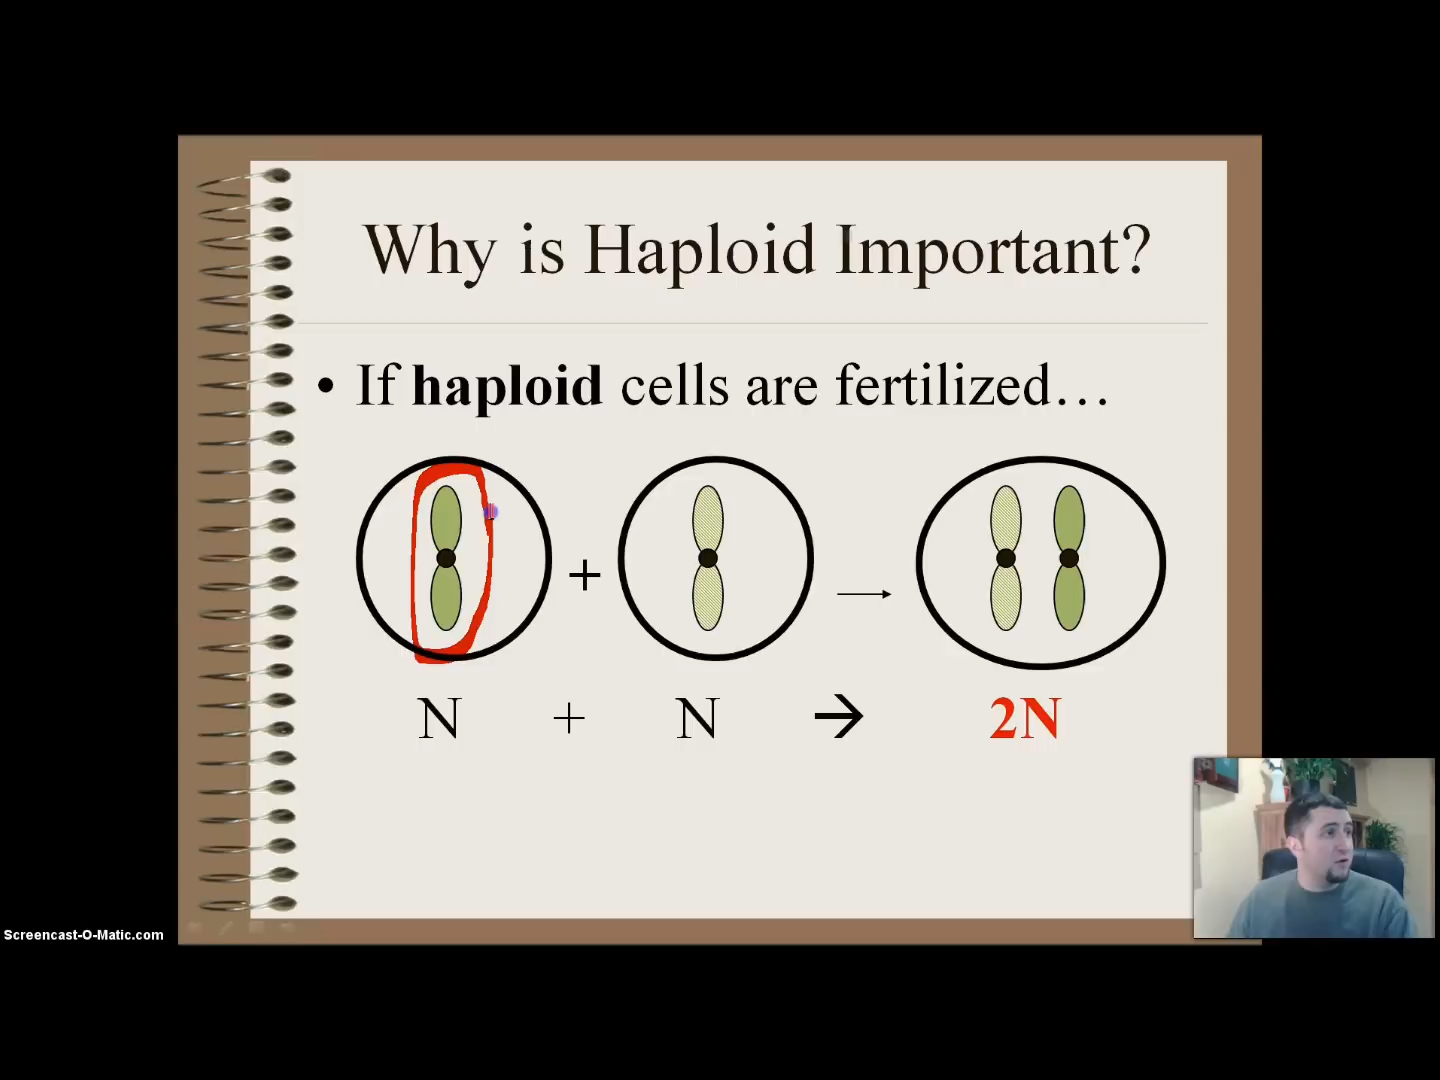 Why is Haploid Important?
• If haploid cells are fertilized…
+
N + N → 2N
Screencast-O-Matic.com